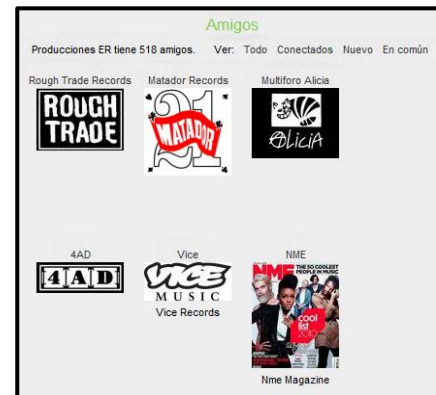 Amigos
Producciones ER tiene 518 amigos. Ver: Todo Conectados Nuevo En común
Rough Trade Records Matador Records Multiforo Alicia
ROUGH
TRADE
21
MATADOR
ALICIA
4AD Vice NME
4AD
VICE
MUSIC
Vice Records
NME THE 50 COOLEST
PEOPLE IN MUSIC
cool
list
2010
Nme Magazine